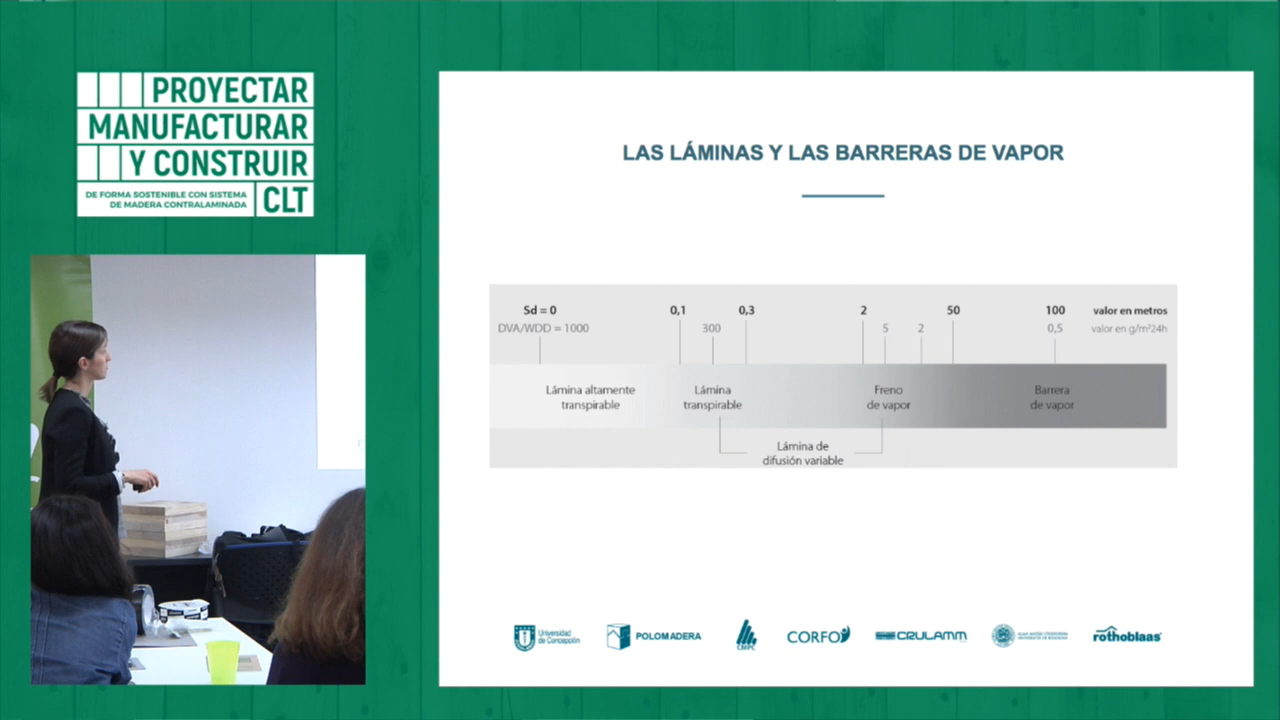 PROYECTAR
MANUFACTURAR
Y CONSTRUIR
DE FORMA SOSTENIBLE CON SISTEMA
DE MADERA CONTRALAMINADA
CLT
LAS LÁMINAS Y LAS BARRERAS DE VAPOR
Sd = 0 0,1 0,3 2 50 100 valor en metros
DVA/WDD = 1000 300 5 2 0,5 valor en g/m²24h
Lámina altamente
transpirable
Lámina
transpirable
Freno
de vapor
Barrera
de vapor
Lámina de
difusión variable
Universidad
de Concepción
POLOMADERA
CMPC
CORFO
CRULAMM
rothoblaas